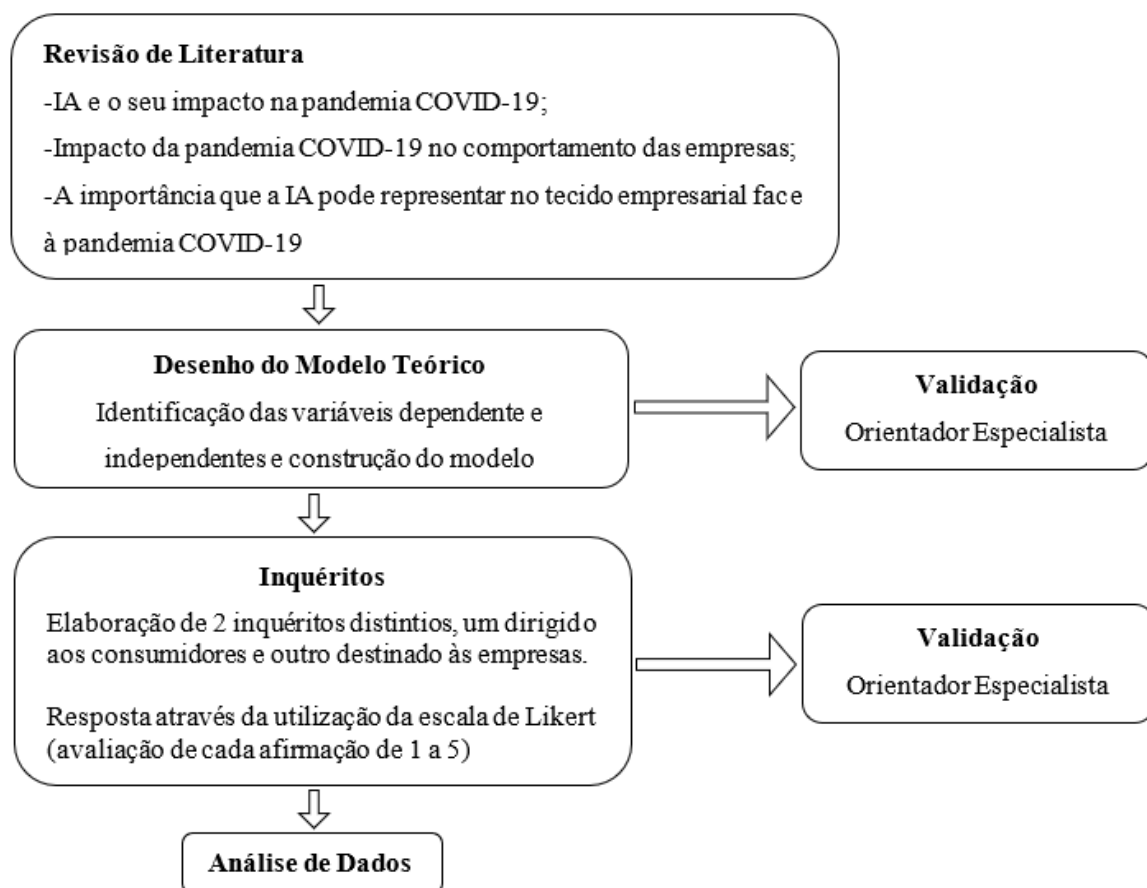 Revisão de Literatura
-IA e o seu impacto na pandemia COVID-19;
-Impacto da pandemia COVID-19 no comportamento das empresas;
-A importância que a IA pode representar no tecido empresarial face
à pandemia COVID-19
Desenho do Modelo Teórico
Identificação das variáveis dependente e
independentes e construção do modelo
Validação
Orientador Especialista
Inquéritos
Elaboração de 2 inquéritos distintios, um dirigido
aos consumidores e outro destinado às empresas.
Resposta através da utilização da escala de Likert
(avaliação de cada afirmação de 1 a 5)
Validação
Orientador Especialista
Análise de Dados